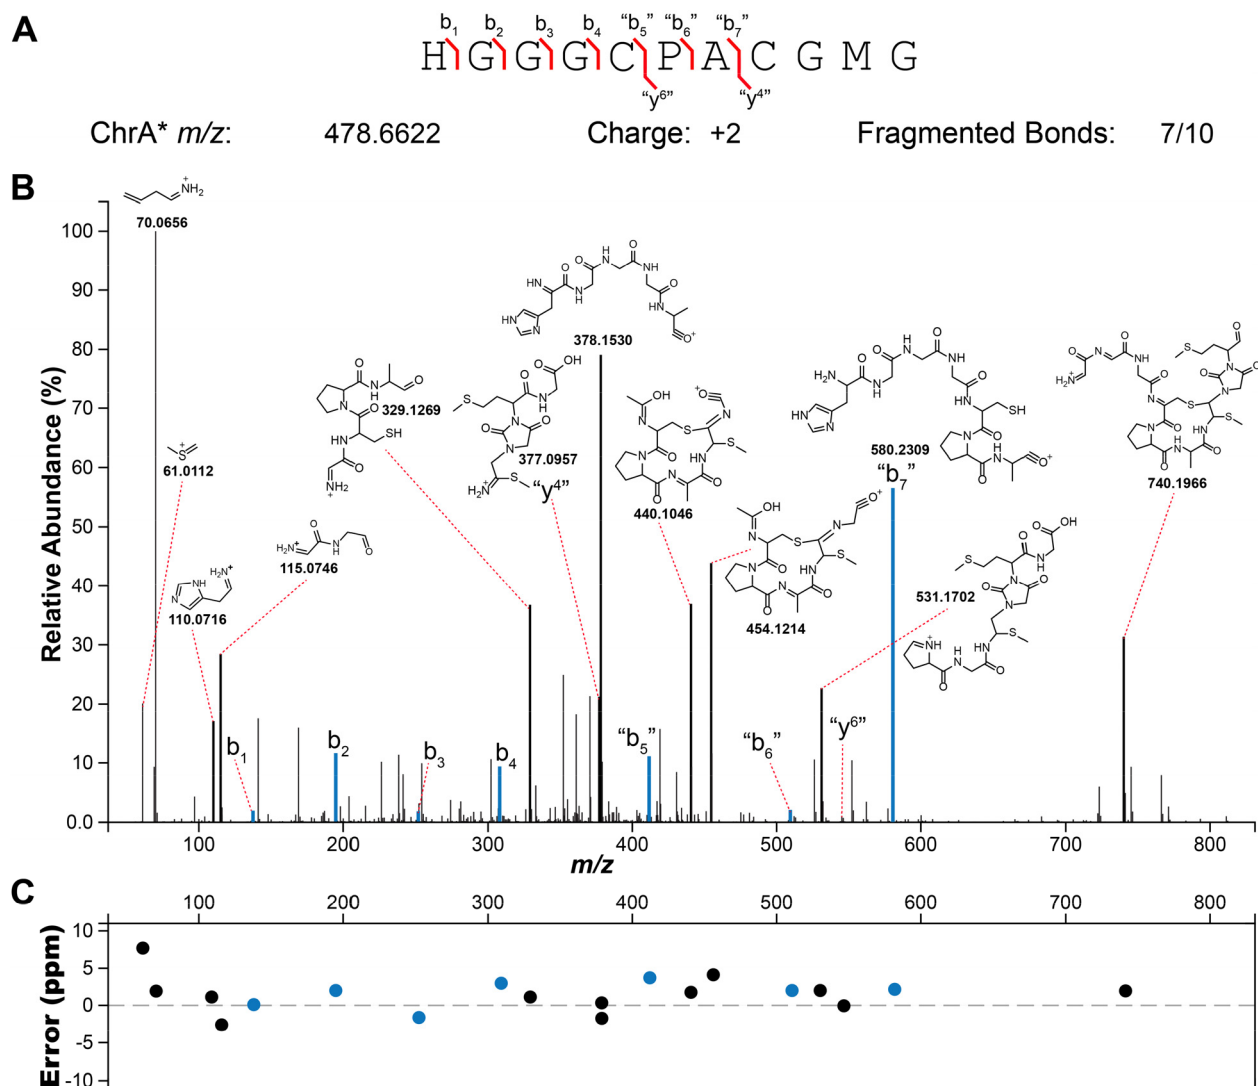 A
b1 b2 b3 b4 “b5” “b6” “b7”
H G G G C P A C G M G
“y6” “y4”
ChrA* m/z: 478.6622 Charge: +2 Fragmented Bonds: 7/10
B
Relative Abundance (%)
100
90
80
70
60
50
40
30
20
10
0.0
70.0656
61.0112
110.0716
115.0746
329.1269
377.0957
“y4”
378.1530
440.1046
454.1214
580.2309
“b7”
531.1702
740.1966
b1
b2
b3
b4
“b5”
“b6”
“y6”
100 200 300 400 500 600 700 800
m/z
C
100 200 300 400 500 600 700 800
Error (ppm)
10
5
0
-5
-10